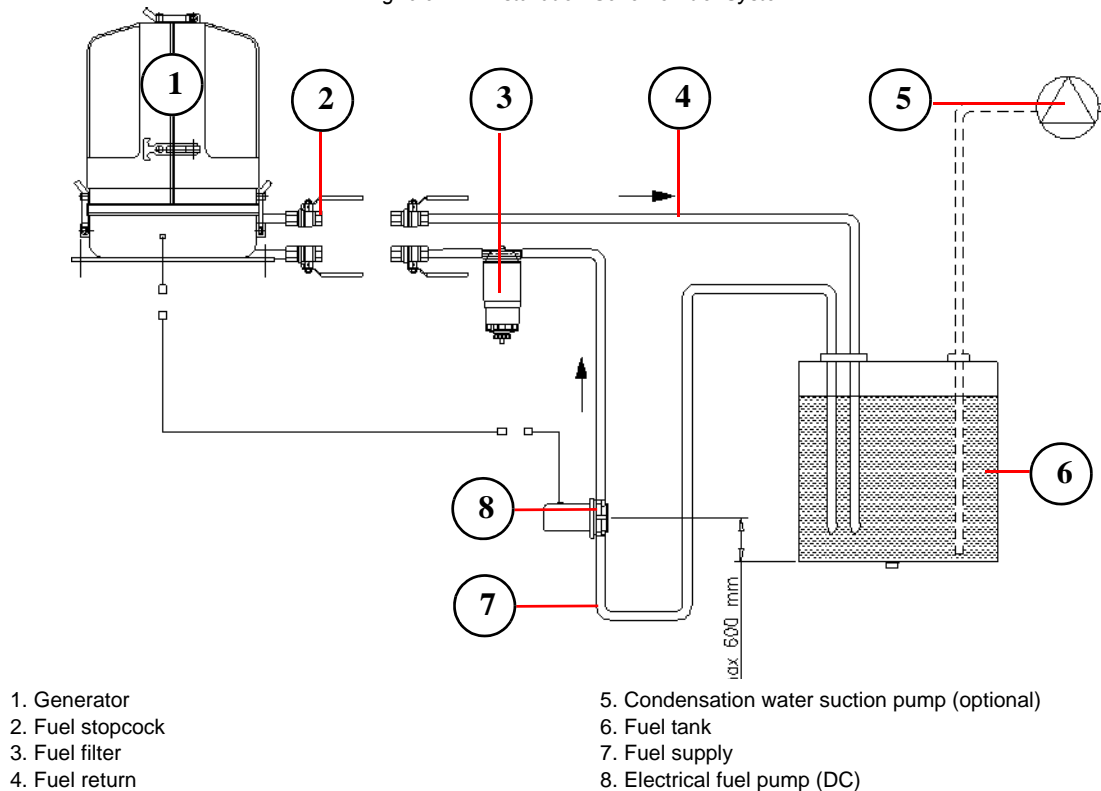 1
2
3
4
5
6
7
8
600 mm
1. Generator
2. Fuel stopcock
3. Fuel filter
4. Fuel return
5. Condensation water suction pump (optional)
6. Fuel tank
7. Fuel supply
8. Electrical fuel pump (DC)